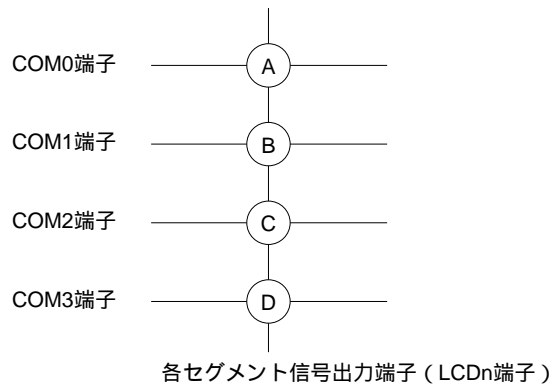 COM0端子
A
COM1端子
B
COM2端子
C
COM3端子
D
各セグメント信号出力端子（LCDn端子）